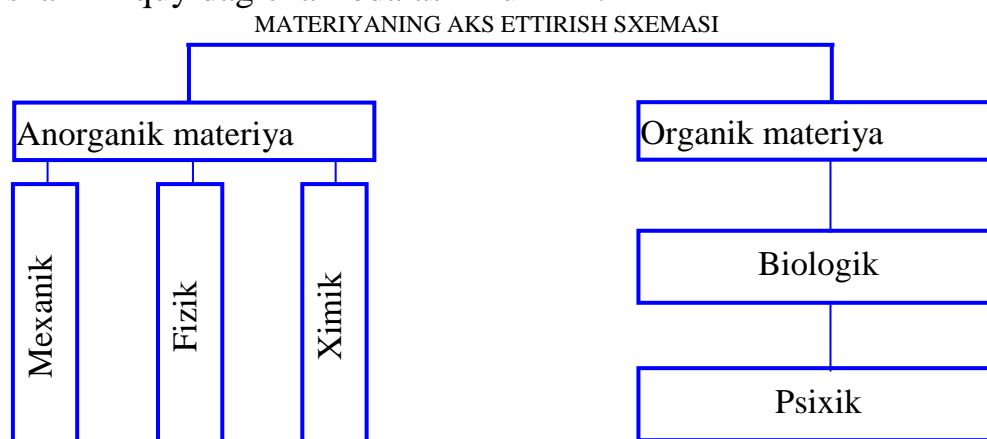 MATERIYANING AKS ETTIRISH SXEMASI
Anorganik materiya
Organik materiya
Mexanik
Fizik
Ximik
Biologik
Psixik